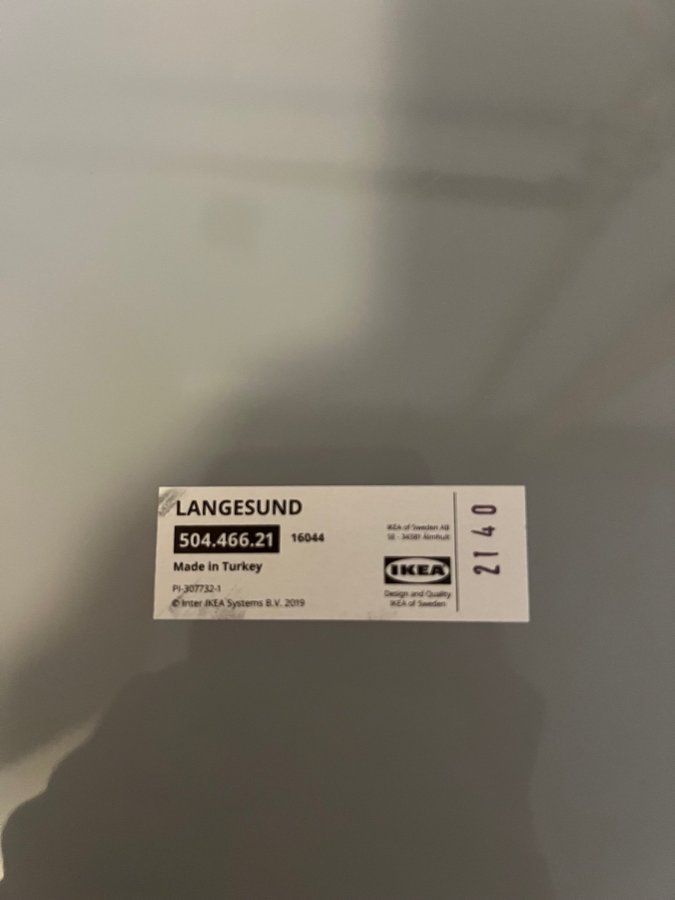 LANGESUND
504.466.21 16044
Made in Turkey
PI-307732-1
© Inter IKEA Systems B.V. 2019
IKEA of Sweden AB
SE - 34381 Älmhult
IKEA
Design and Quality
IKEA of Sweden
2140